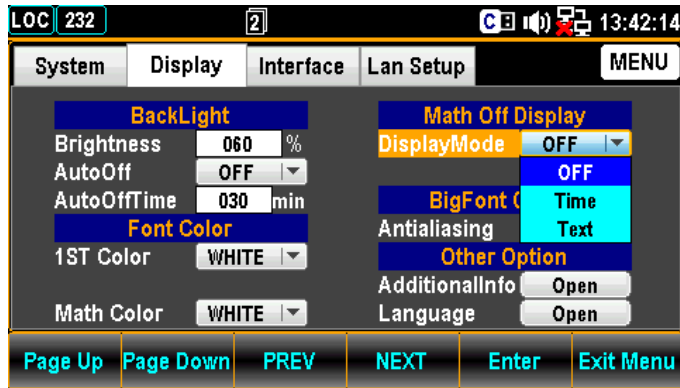 LOC 232 2 C 13:42:14
System Display Interface Lan Setup MENU
BackLight
Brightness 060 %
AutoOff OFF
AutoOffTime 030 min
Font Color
1ST Color WHITE
Math Color WHITE
Math Off Display
DisplayMode OFF
OFF
Time
Text
BigFont
Antialiasing
Other Option
AdditionalInfo Open
Language Open
Page Up Page Down PREV NEXT Enter Exit Menu